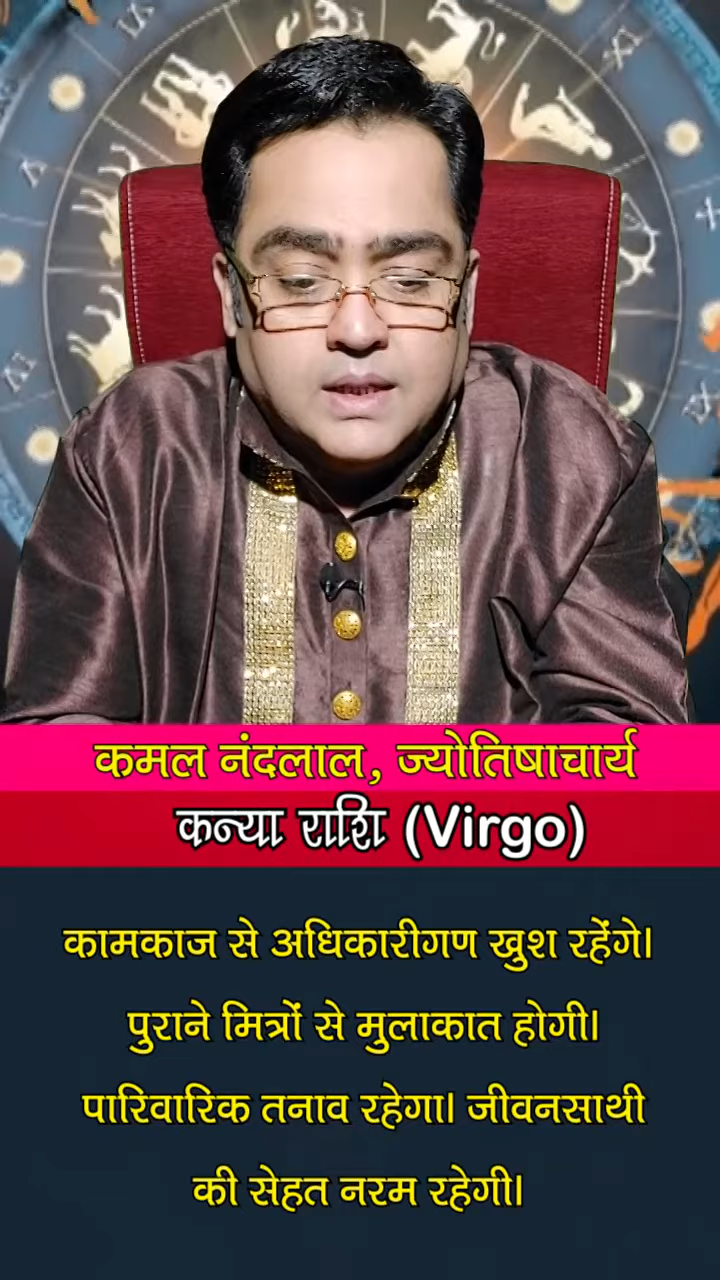 कमल नंदलाल, ज्योतिषाचार्य
कन्या राशि (Virgo)
कामकाज से अधिकारीगण खुश रहेंगे।
पुराने मित्रों से मुलाकात होगी।
पारिवारिक तनाव रहेगा। जीवनसाथी
की सेहत नरम रहेगी।